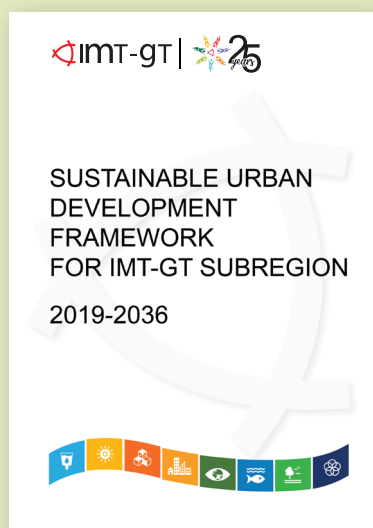 IMT-GT
25
years
SUSTAINABLE URBAN
DEVELOPMENT
FRAMEWORK
FOR IMT-GT SUBREGION
2019-2036